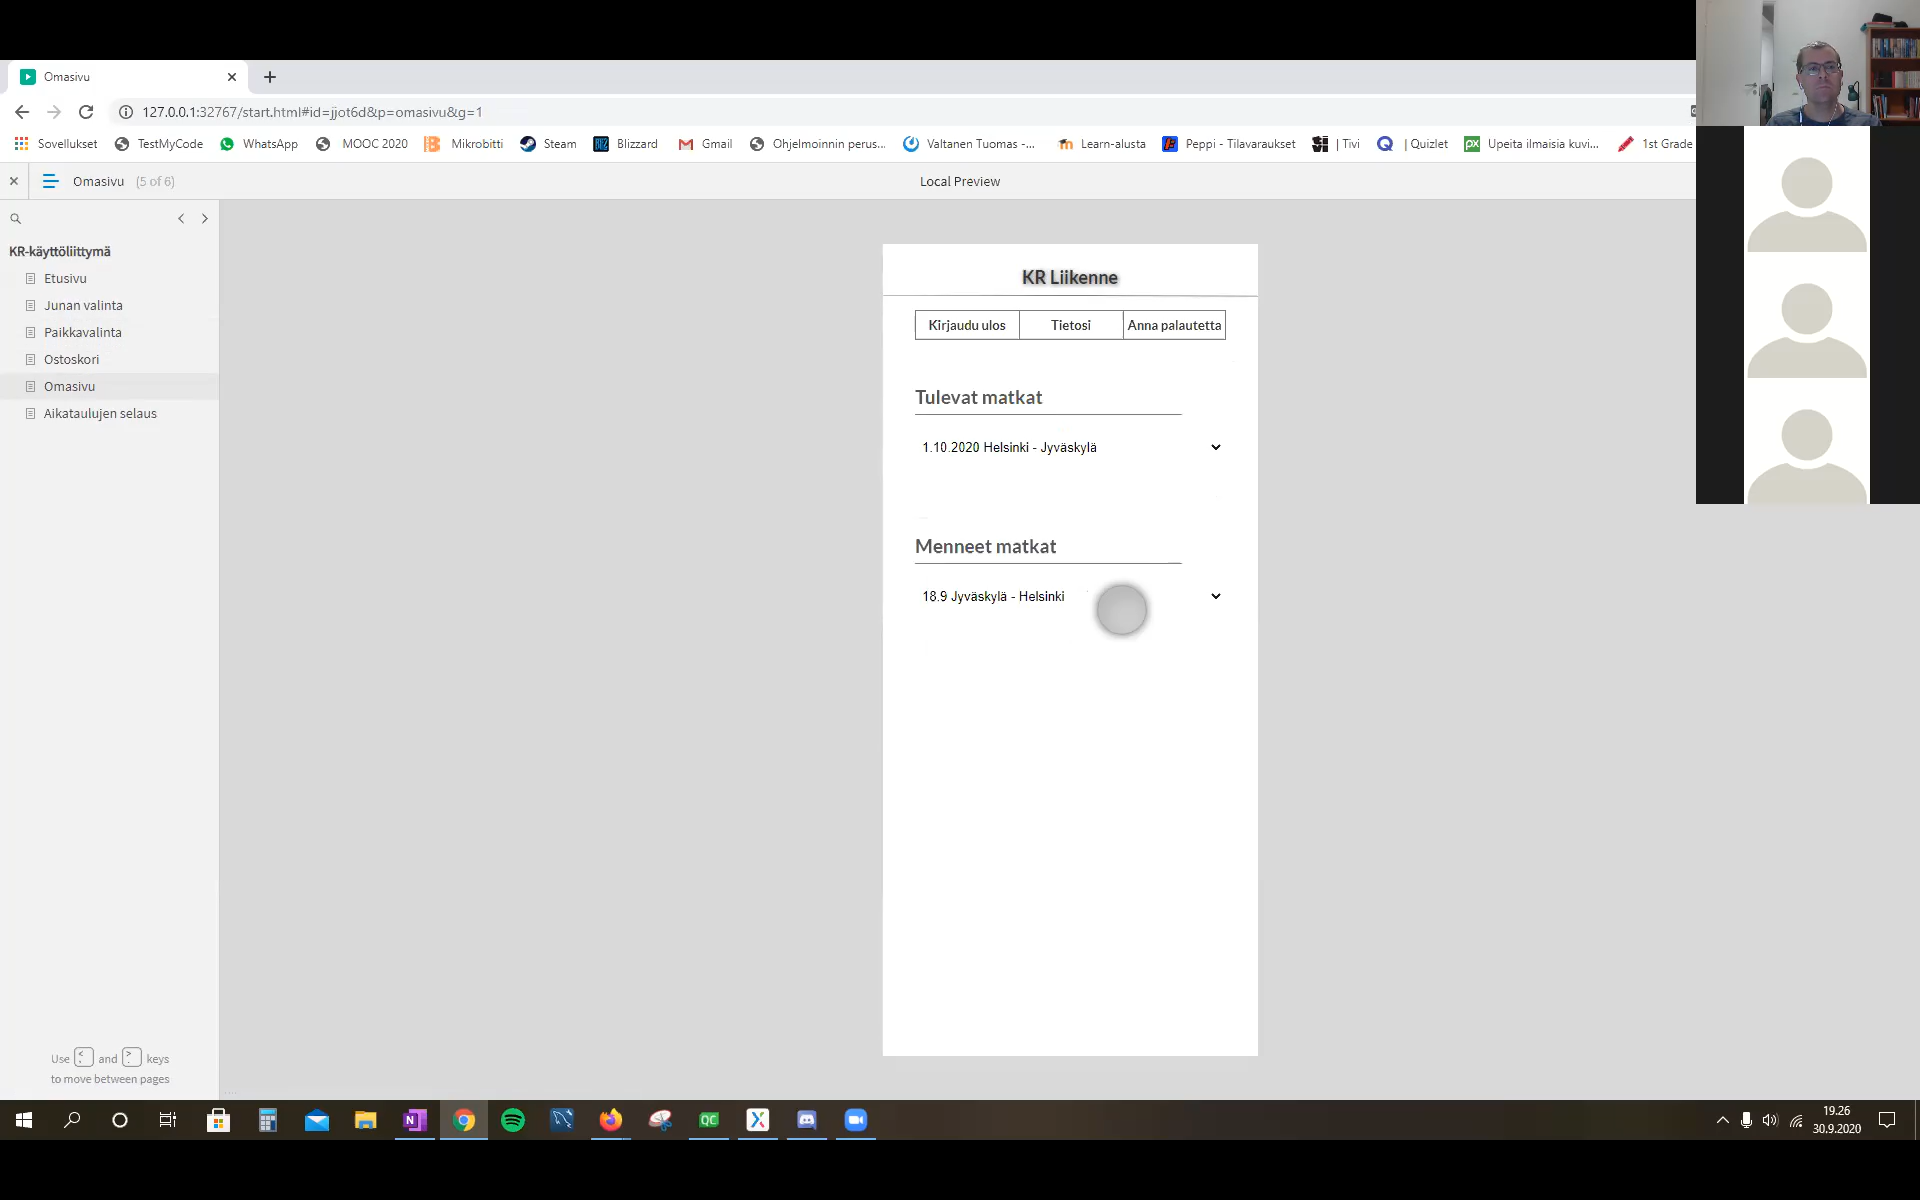 Omasivu
127.0.0.1:32767/start.html#id=jjot6d&p=omasivu&g=1
Sovellukset TestMyCode WhatsApp MOOC 2020 Mikrobitti Steam Blizzard Gmail Ohjelmoinnin perus... Valtanen Tuomas -... Learn-alusta Peppi - Tilavaraukset | Tivi | Quizlet Upeita ilmaisia kuvi... 1st Grade
Omasivu (5 of 6) Local Preview
KR-käyttöliittymä
Etusivu
Junan valinta
Paikkavalinta
Ostoskori
Omasivu
Aikataulujen selaus
KR Liikenne
Kirjaudu ulos Tietosi Anna palautetta
Tulevat matkat
1.10.2020 Helsinki - Jyväskylä
Menneet matkat
18.9 Jyväskylä - Helsinki
Use < , and > . keys
to move between pages
19.26
30.9.2020